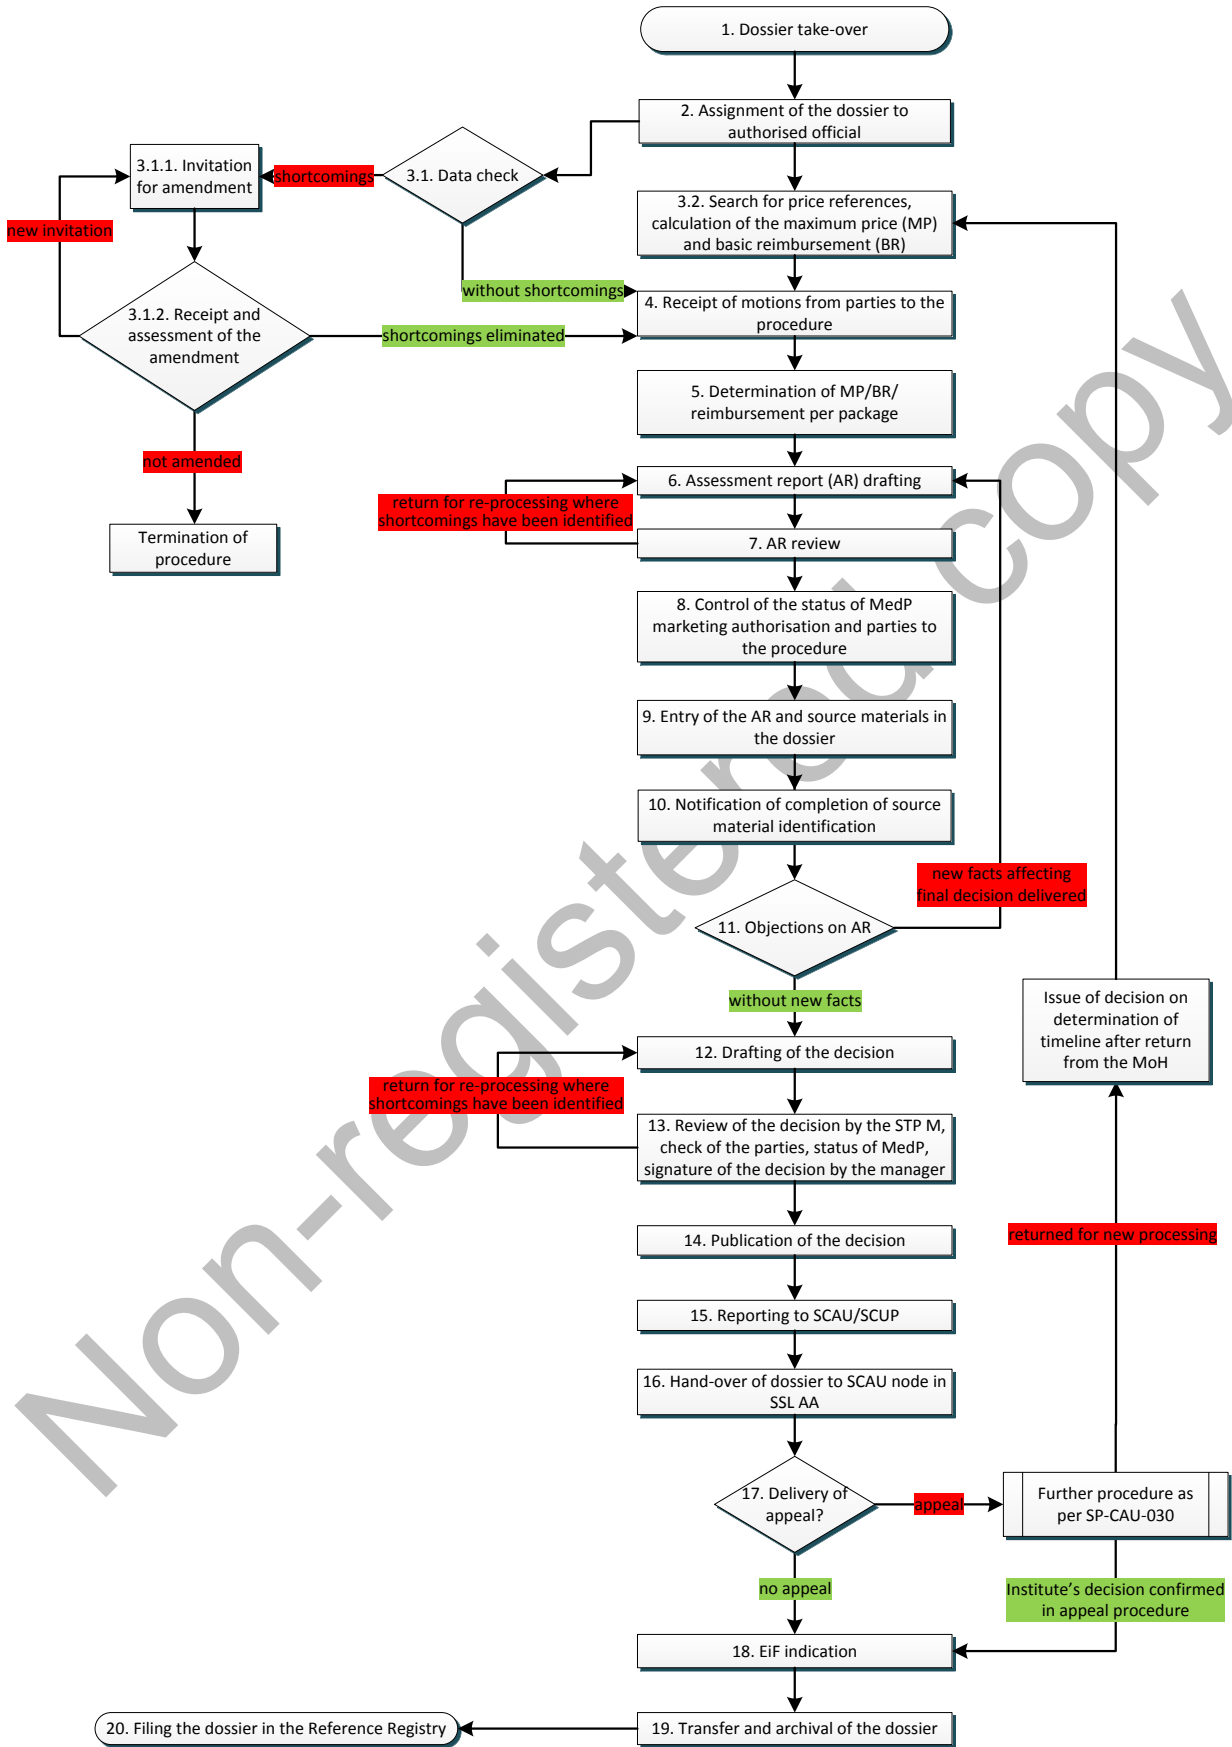 1. Dossier take-over
2. Assignment of the dossier to
authorised official
3.1.1. Invitation
for amendment
shortcomings
3.1. Data check
3.2. Search for price references,
calculation of the maximum price (MP)
and basic reimbursement (BR)
new invitation
without shortcomings
4. Receipt of motions from parties to the
procedure
3.1.2. Receipt and
assessment of the
amendment
shortcomings eliminated
5. Determination of MP/BR/
reimbursement per package
not amended
6. Assessment report (AR) drafting
return for re-processing where
shortcomings have been identified
Termination of
procedure
7. AR review
8. Control of the status of MedP
marketing authorisation and parties to
the procedure
9. Entry of the AR and source materials in
the dossier
10. Notification of completion of source
material identification
new facts affecting
final decision delivered
11. Objections on AR
without new facts
Issue of decision on
determination of
timeline after return
from the MoH
12. Drafting of the decision
return for re-processing where
shortcomings have been identified
13. Review of the decision by the STP M,
check of the parties, status of MedP,
signature of the decision by the manager
returned for new processing
14. Publication of the decision
15. Reporting to SCAU/SCUP
16. Hand-over of dossier to SCAU node in
SSL AA
17. Delivery of
appeal?
appeal
Further procedure as
per SP-CAU-030
no appeal
Institute's decision confirmed
in appeal procedure
18. EiF indication
19. Transfer and archival of the dossier
20. Filing the dossier in the Reference Registry
Non-registered copy